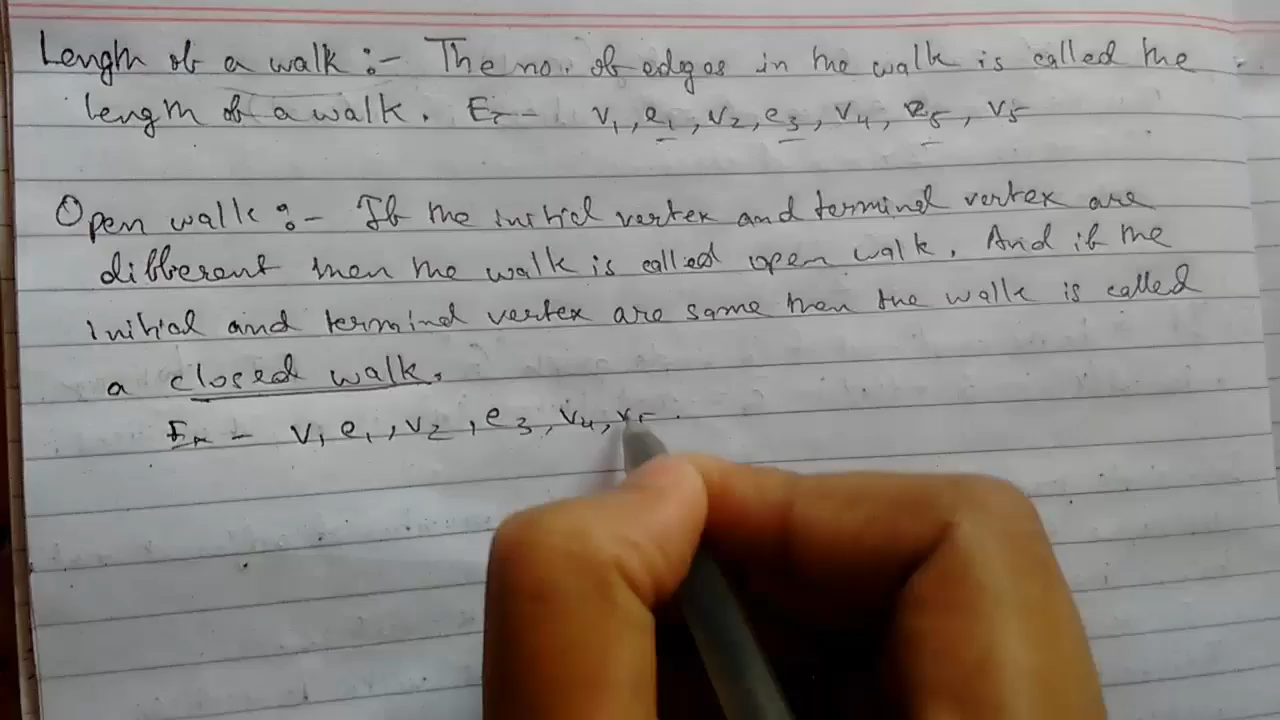 Length of a walk :- The no. of edges in the walk is called the
length of a walk. Ex - v1, e1, v2, e3, v4, e5, v5
Open walk :- If the initial vertex and terminal vertex are
different then the walk is called open walk. And if the
initial and terminal vertex are same then the walk is called
a closed walk.
Ex - v1 e1, v2, e3, v4, v5